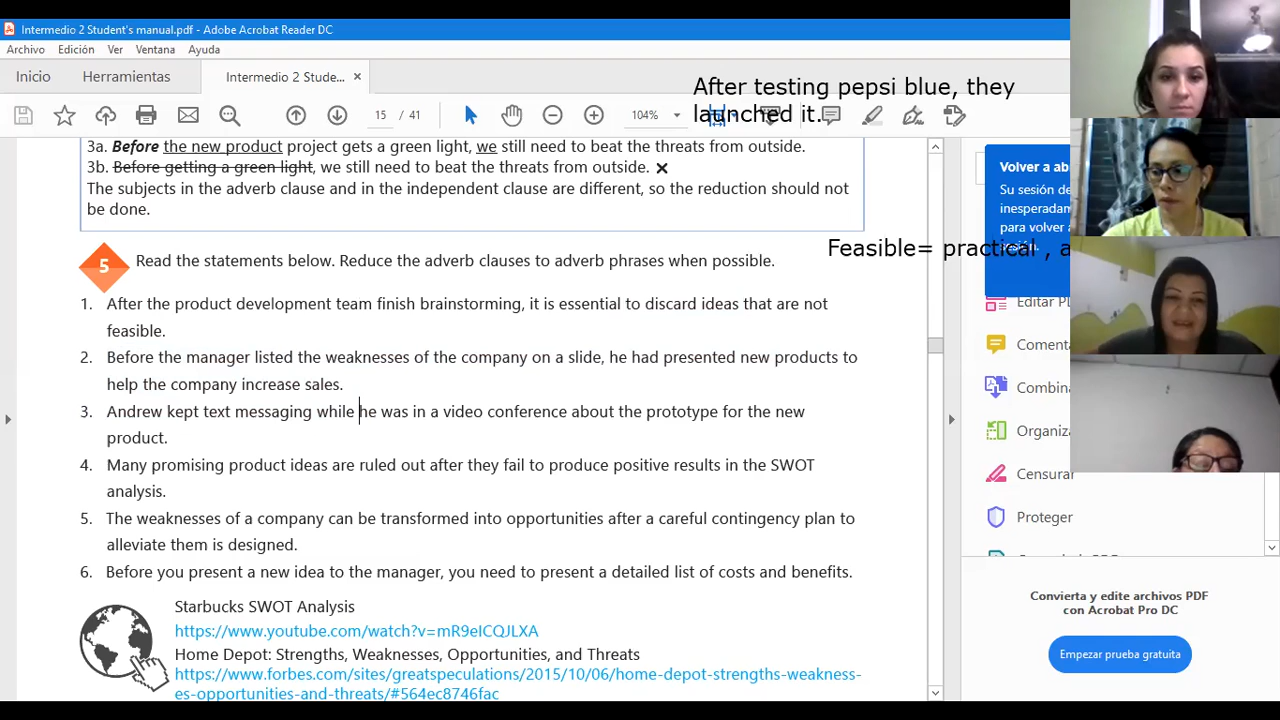 Intermedio 2 Student's manual.pdf - Adobe Acrobat Reader DC
Archivo Edición Ver Ventana Ayuda
Inicio Herramientas Intermedio 2 Stude... ×
After testing pepsi blue, they
launched it.
15 / 41 104%
3a. Before the new product project gets a green light, we still need to beat the threats from outside.
3b. Before getting a green light, we still need to beat the threats from outside. ✕
The subjects in the adverb clause and in the independent clause are different, so the reduction should not
be done.
Volver a ab
Su sesión de
inesperadam
para volver a
sesión.
Feasible= practical , a
5 Read the statements below. Reduce the adverb clauses to adverb phrases when possible.
1. After the product development team finish brainstorming, it is essential to discard ideas that are not
feasible.
2. Before the manager listed the weaknesses of the company on a slide, he had presented new products to
help the company increase sales.
3. Andrew kept text messaging while he was in a video conference about the prototype for the new
product.
4. Many promising product ideas are ruled out after they fail to produce positive results in the SWOT
analysis.
5. The weaknesses of a company can be transformed into opportunities after a careful contingency plan to
alleviate them is designed.
6. Before you present a new idea to the manager, you need to present a detailed list of costs and benefits.
Starbucks SWOT Analysis
https://www.youtube.com/watch?v=mR9eICQJLXA
Home Depot: Strengths, Weaknesses, Opportunities, and Threats
https://www.forbes.com/sites/greatspeculations/2015/10/06/home-depot-strengths-weakness-
es-opportunities-and-threats/#564ec8746fac
Editar PD
Comenta
Combina
Organiza
Censurar
Proteger
Convierta y edite archivos PDF
con Acrobat Pro DC
Empezar prueba gratuita